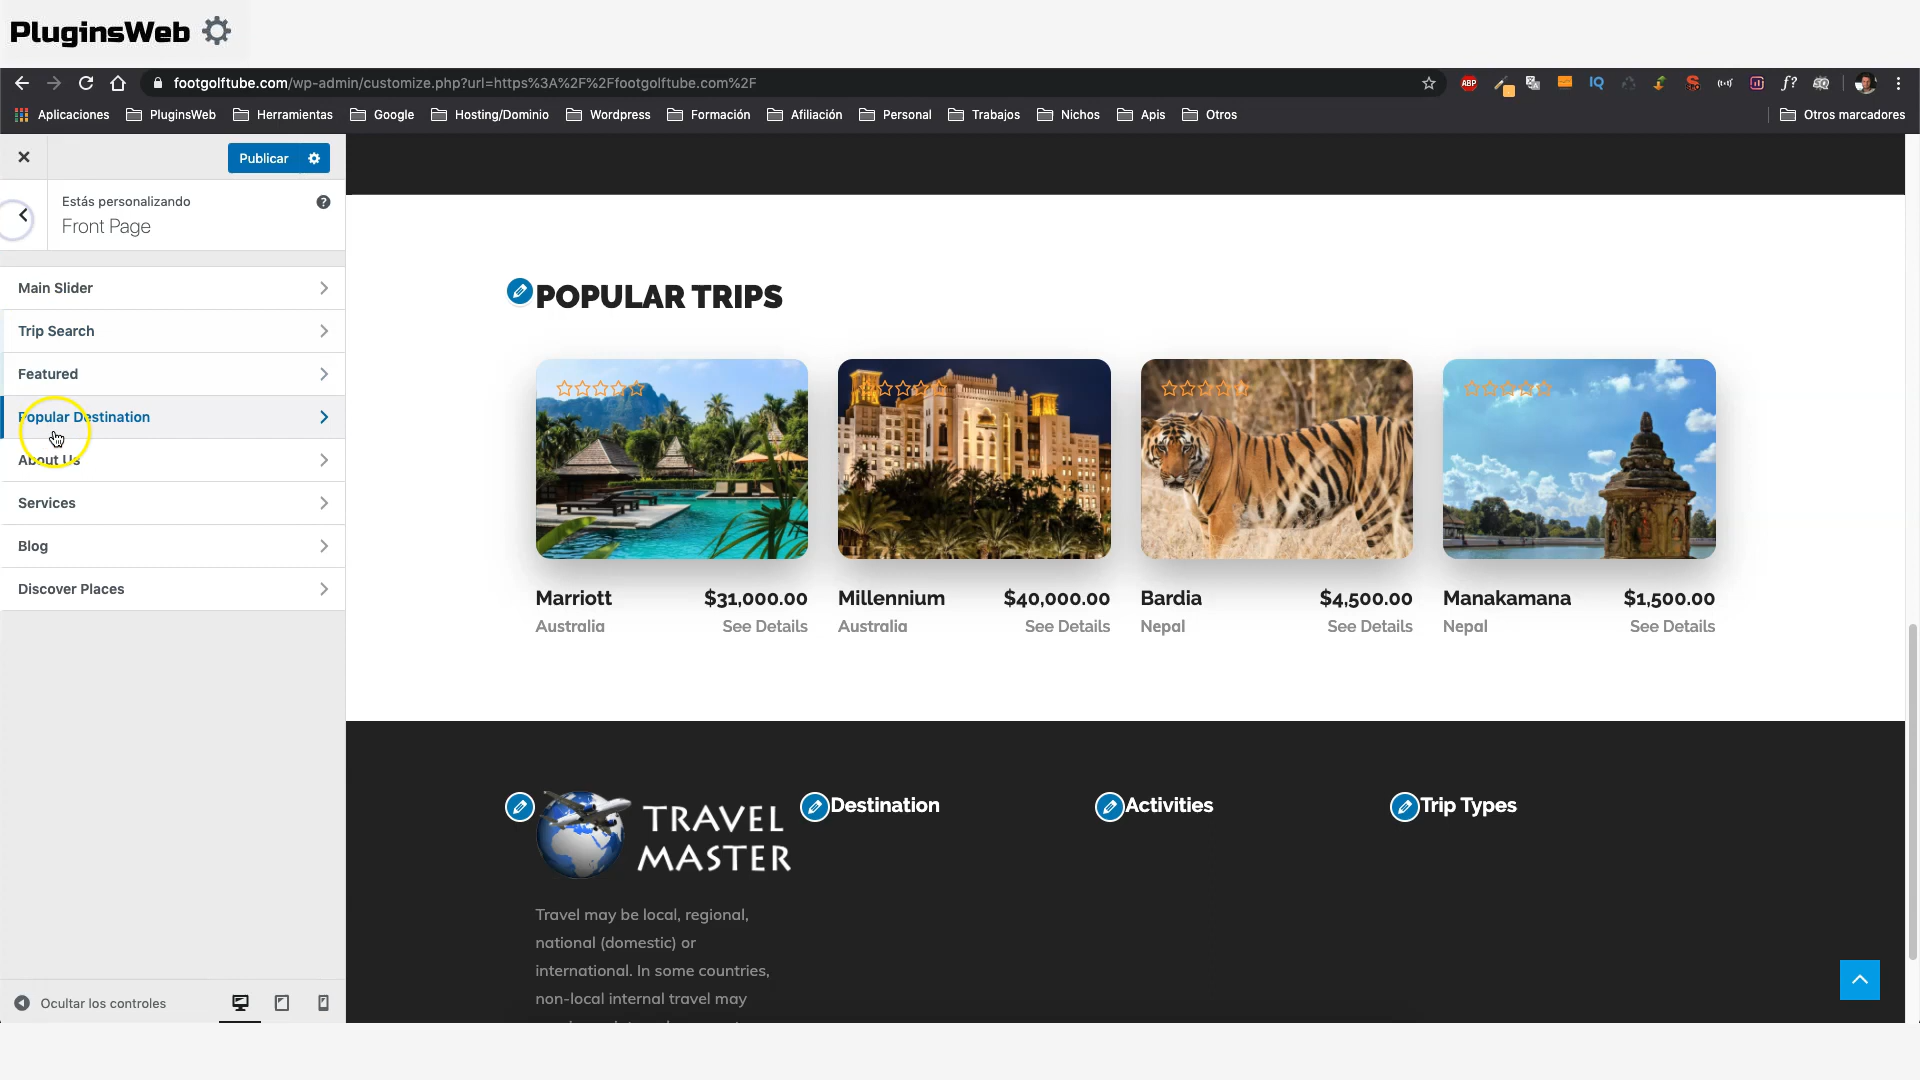 PluginsWeb
footgolftube.com/wp-admin/customize.php?url=https%3A%2F%2Ffootgolftube.com%2F
ABP
IQ
f?
Aplicaciones PluginsWeb Herramientas Google Hosting/Dominio Wordpress Formación Afiliación Personal Trabajos Nichos Apis Otros Otros marcadores
Publicar
Estás personalizando
Front Page
Main Slider
Trip Search
Featured
Popular Destination
About Us
Services
Blog
Discover Places
Ocultar los controles
POPULAR TRIPS
Marriott $31,000.00
Australia See Details
Millennium $40,000.00
Australia See Details
Bardia $4,500.00
Nepal See Details
Manakamana $1,500.00
Nepal See Details
TRAVEL
MASTER
Travel may be local, regional,
national (domestic) or
international. In some countries,
non-local internal travel may
Destination
Activities
Trip Types